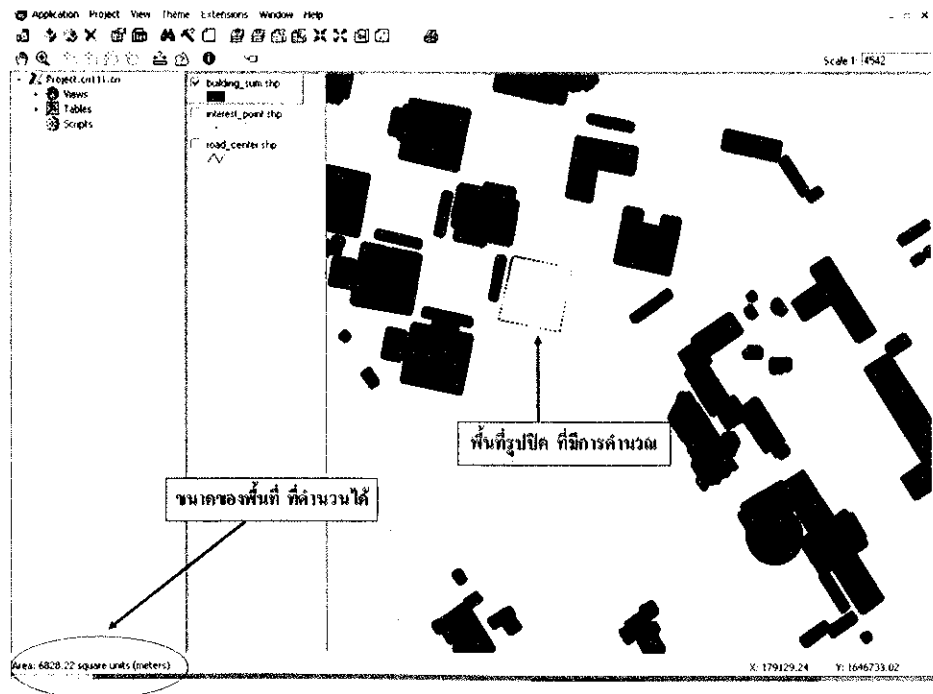 Application Project View Theme Extensions Window Help
Scale 1: 4542
Project.cn111.cn
Views
Tables
Scripts
building_sum.shp
interest_point.shp
road_center.shp
พื้นที่รูปปิด ที่มีการคำนวณ
ขนาดของพื้นที่ ที่คำนวนได้
Area: 6828.22 square units (meters)
X: 179129.24 Y: 1646733.02